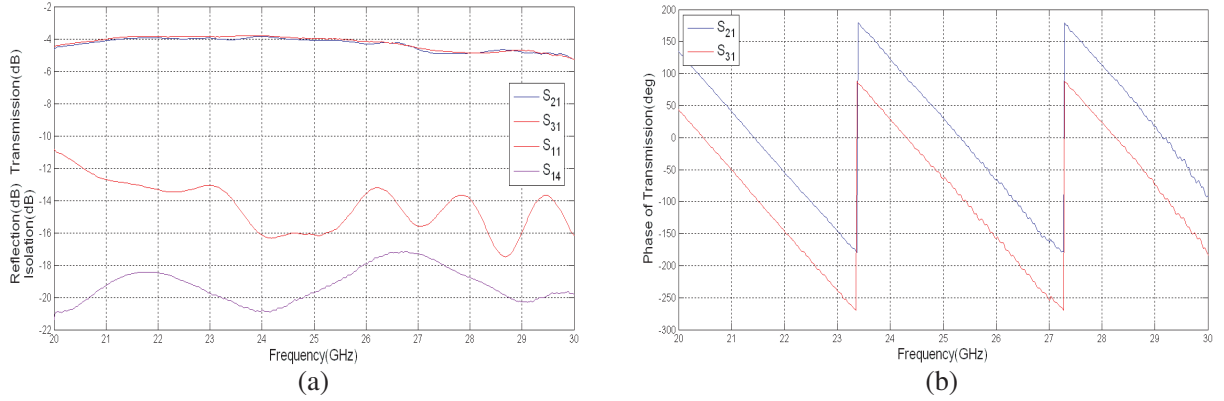 -2
-4
-6
-8
-10
-12
-14
-16
-18
-20
-22
Reflection(dB) Transmission(dB)
Isolation(dB)
S21
S31
S11
S14
20 21 22 23 24 25 26 27 28 29 30
Frequency(GHz)
(a)
200
150
100
50
0
-50
-100
-150
-200
-250
-300
Phase of Transmission(deg)
S21
S31
20 21 22 23 24 25 26 27 28 29 30
Frequency(GHz)
(b)